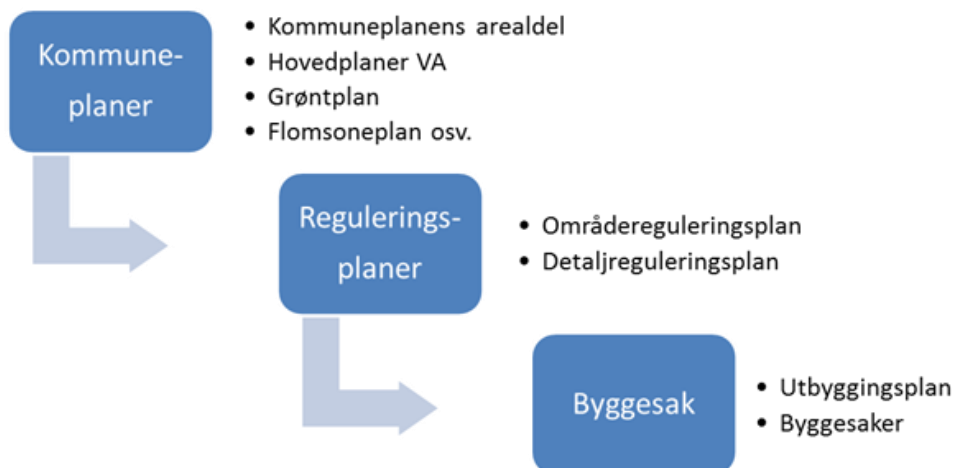 Kommune-
planer
• Kommuneplanens arealdel
• Hovedplaner VA
• Grøntplan
• Flomsoneplan osv.
Regulerings-
planer
• Områdereguleringsplan
• Detaljreguleringsplan
Byggesak
• Utbyggingsplan
• Byggesaker